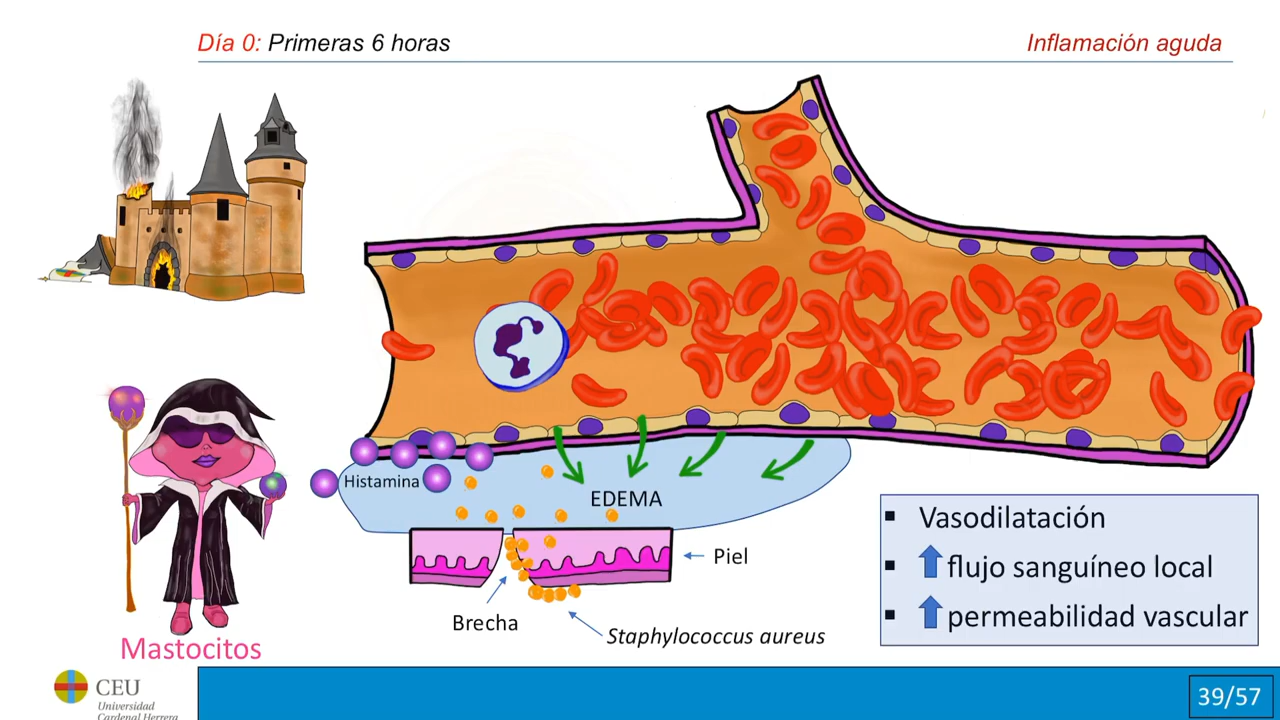 Día 0: Primeras 6 horas
Inflamación aguda
Histamina
EDEMA
Piel
Brecha
Staphylococcus aureus
Mastocitos
Vasodilatación
flujo sanguíneo local
permeabilidad vascular
CEU
Universidad
Cardenal Herrera
39/57